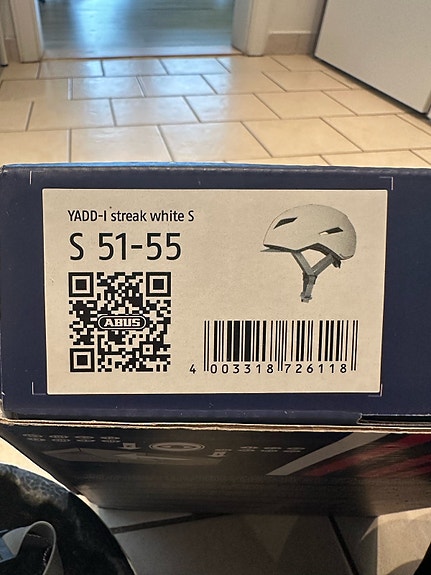 YADD-I streak white S
S 51-55
ABUS
4 003318 726118